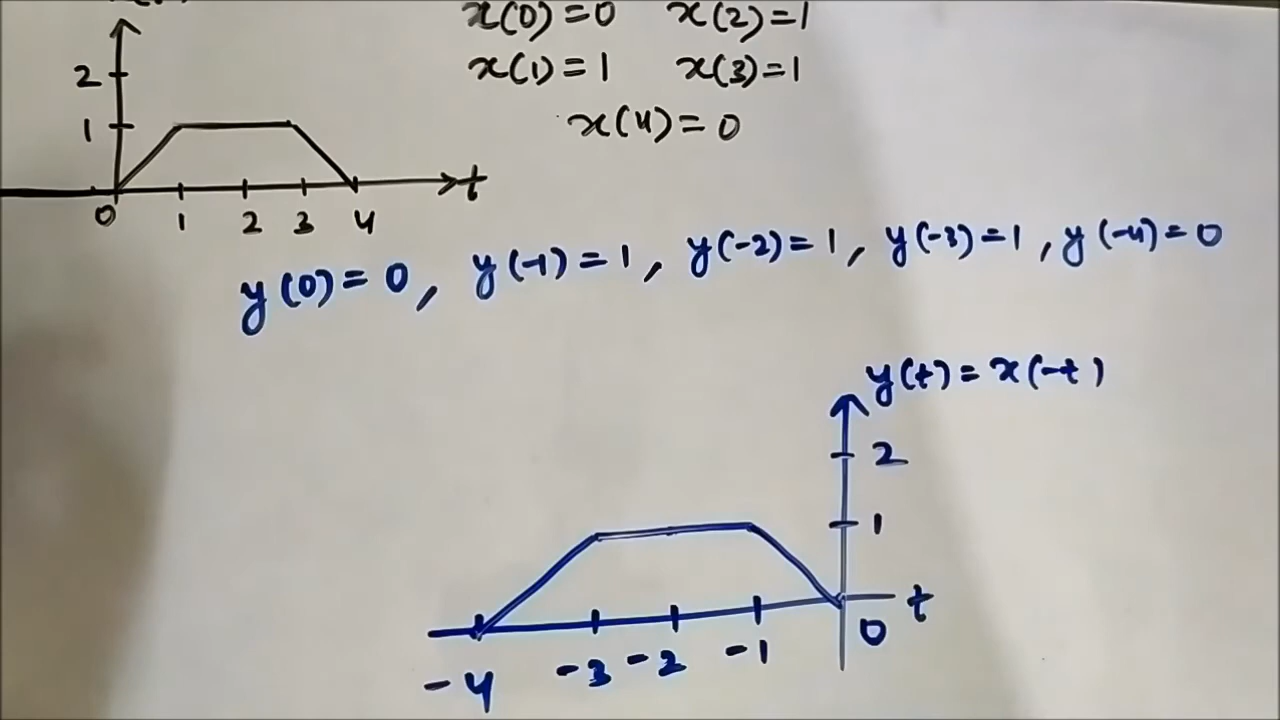 x(0)=0 x(2)=1
x(1)=1 x(3)=1
x(4)=0
2
1
t
0 1 2 3 4
y(0)=0, y(-1)=1, y(-2)=1, y(-3)=1, y(-4)=0
y(t)=x(-t)
2
1
t
-4 -3 -2 -1 0